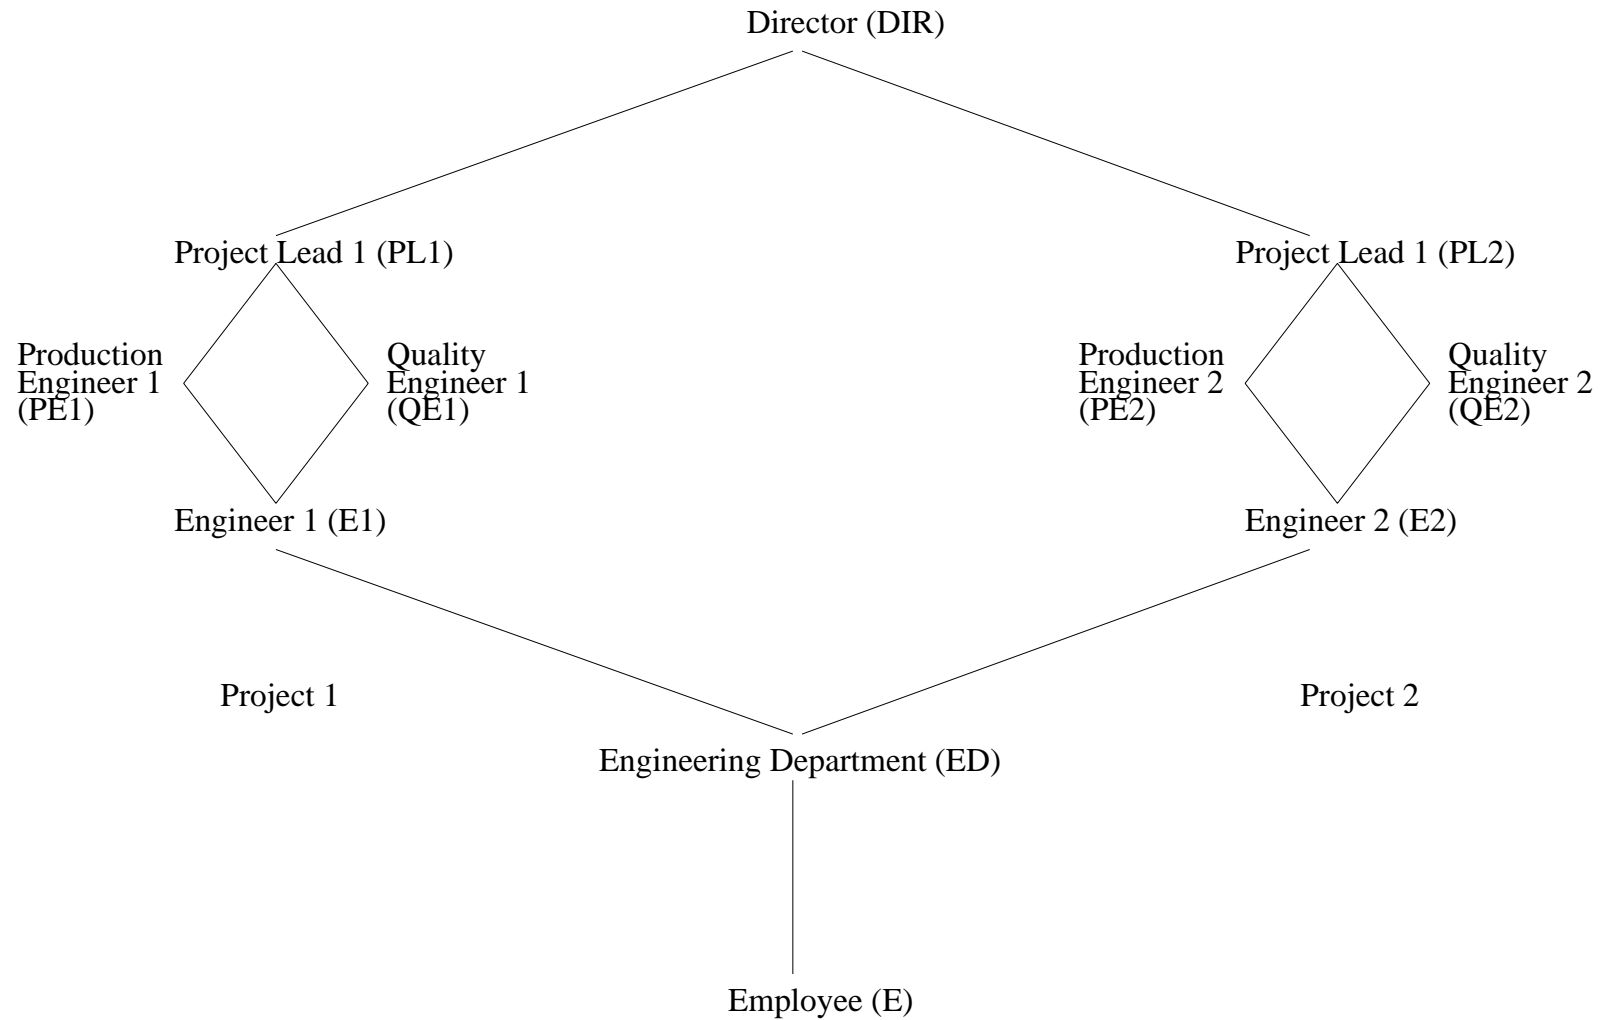 Director (DIR)
Project Lead 1 (PL1)
Project Lead 1 (PL2)
Production
Engineer 1
(PE1)
Quality
Engineer 1
(QE1)
Production
Engineer 2
(PE2)
Quality
Engineer 2
(QE2)
Engineer 1 (E1)
Engineer 2 (E2)
Project 1
Project 2
Engineering Department (ED)
Employee (E)